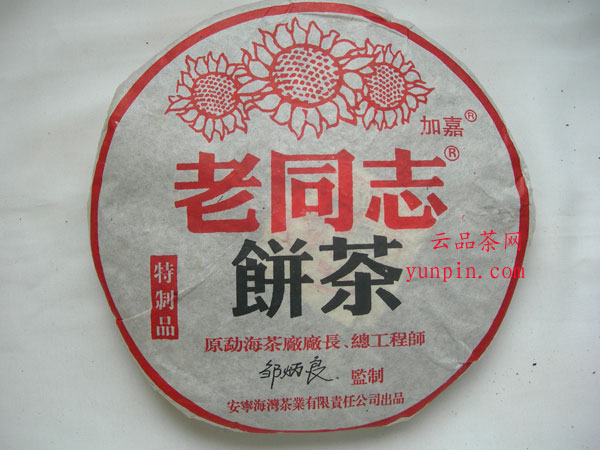 加嘉®
老同志®
餅茶
云品茶网
yunpin.com
特制品
原勐海茶廠廠長、總工程師
邹炳良 監制
安寧海灣茶業有限責任公司出品